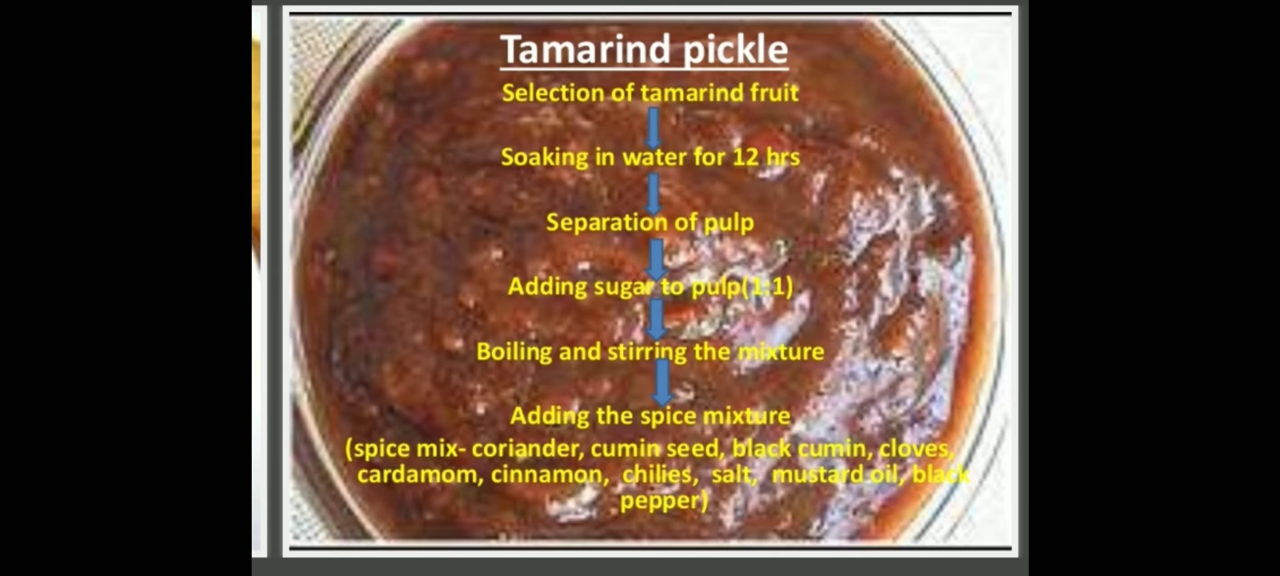 Tamarind pickle
Selection of tamarind fruit
Soaking in water for 12 hrs
Separation of pulp
Adding sugar to pulp(1:1)
Boiling and stirring the mixture
Adding the spice mixture
(spice mix- coriander, cumin seed, black cumin, cloves,
cardamom, cinnamon, chilies, salt, mustard oil, black
pepper)